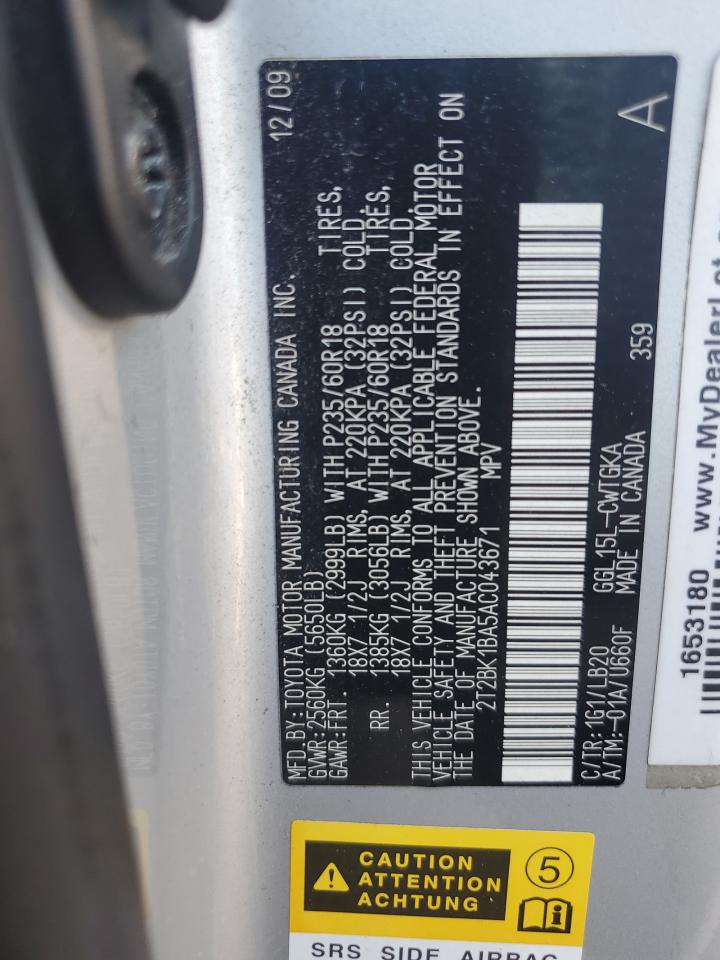 MFD.BY:TOYOTA MOTOR MANUFACTURING CANADA INC. 12/09
GVWR:2560KG (5650LB)
GAWR:FRT. 1360KG (2999LB) WITH P235/60R18 TIRES,
18X7 1/2J RIMS, AT 220KPA (32PSI) COLD.
RR. 1385KG (3056LB) WITH P235/60R18 TIRES,
18X7 1/2J RIMS, AT 220KPA (32PSI) COLD.
THIS VEHICLE CONFORMS TO ALL APPLICABLE FEDERAL MOTOR
VEHICLE SAFETY AND THEFT PREVENTION STANDARDS IN EFFECT ON
THE DATE OF MANUFACTURE SHOWN ABOVE.
2T2BK1BA5AC043671 MPV
C/TR:1G1/LB20 GGL15L-CWTGKA 359
A/TM:-01A/U660F MADE IN CANADA
A
1653180 www.MyDealerLot.
CAUTION
ATTENTION
ACHTUNG
5
SRS SIDE AIRBAG